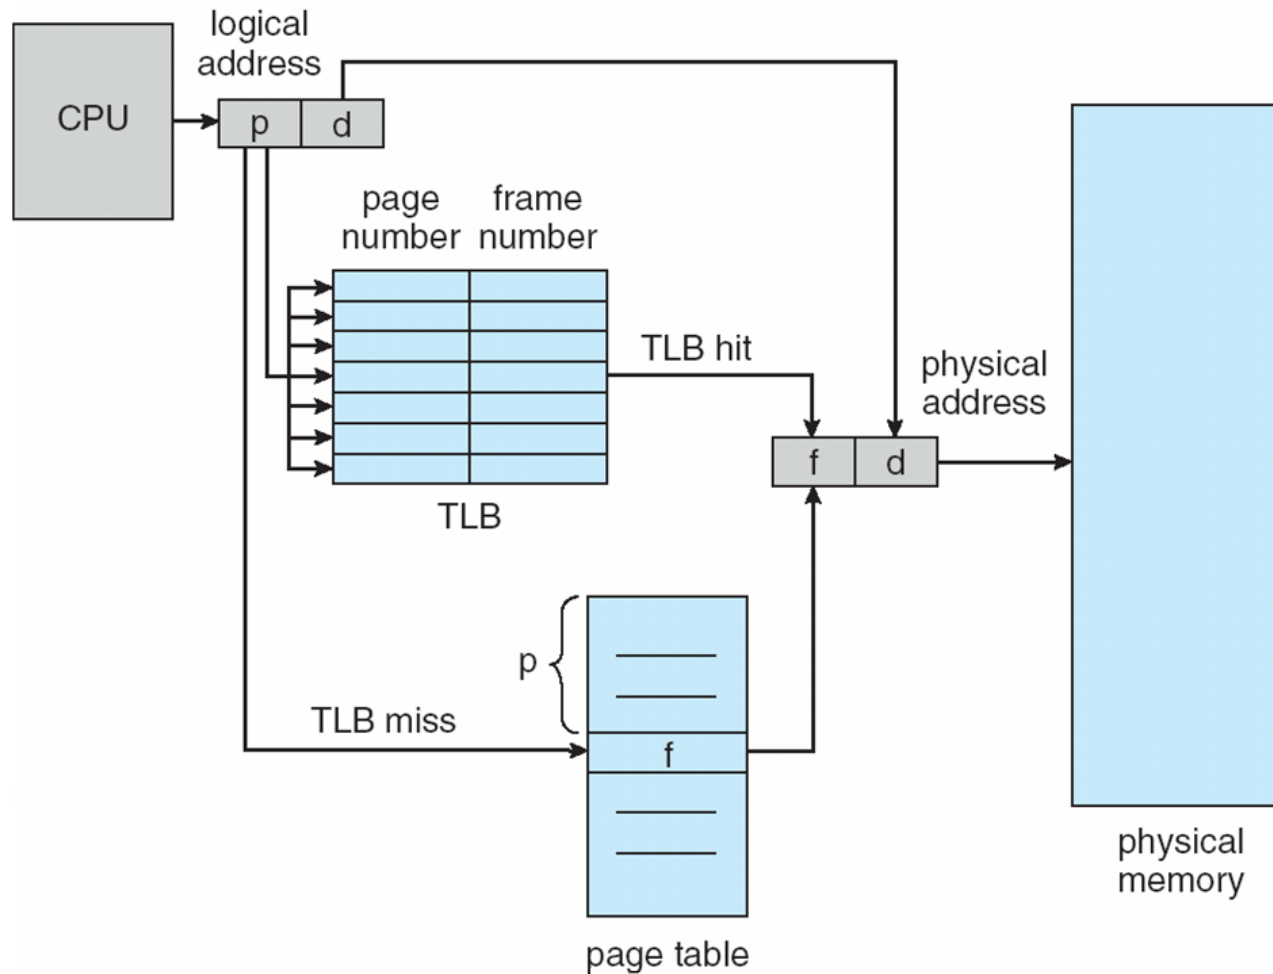 logical
address
CPU
p
d
page
number
frame
number
TLB hit
physical
address
f
d
TLB
p
TLB miss
f
physical
memory
page table